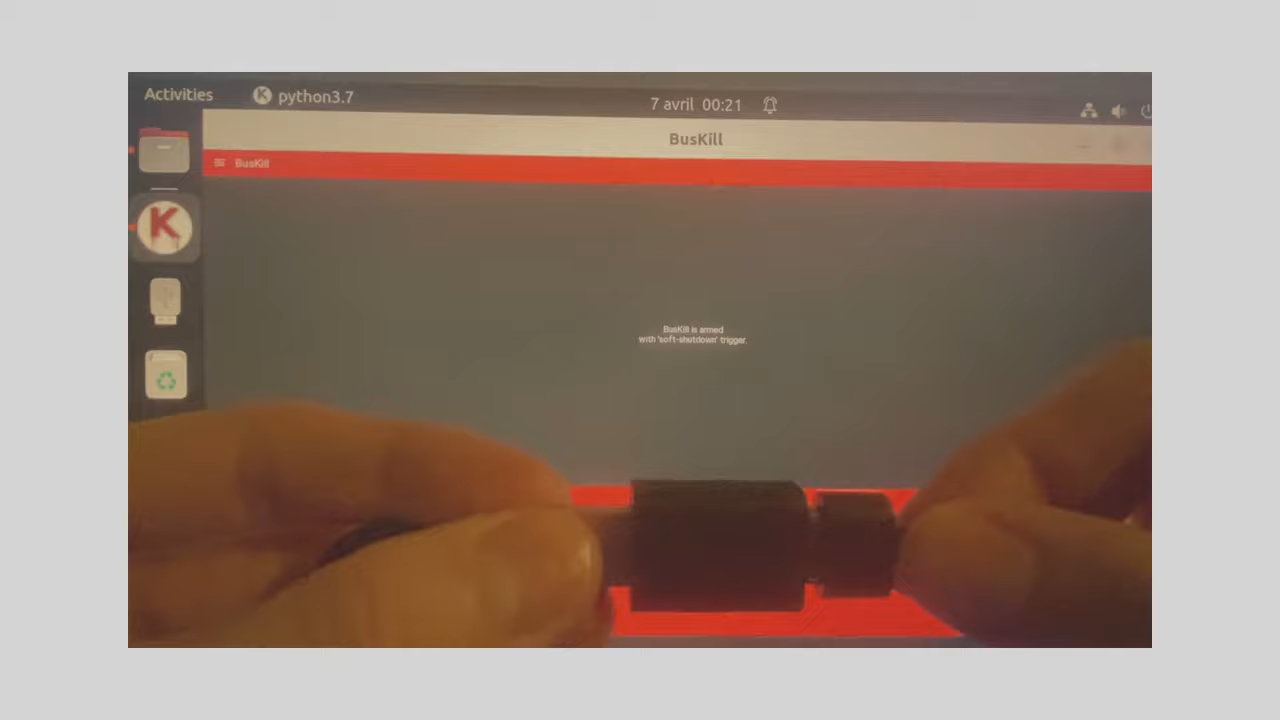 Activities
python3.7
7 avril 00:21
BusKill
BusKill
K
BusKill is armed
with 'soft-shutdown' trigger.